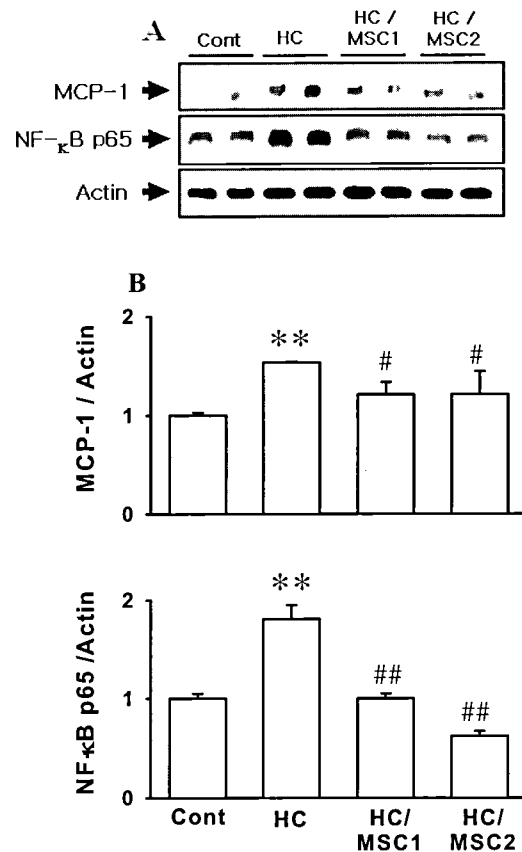 A
Cont HC HC / MSC1 HC / MSC2
MCP-1
NF-κB p65
Actin
B
MCP-1 / Actin
2
1
0
** # #
NF-κB p65 /Actin
2
1
0
** ## ##
Cont HC HC/ MSC1 HC/ MSC2